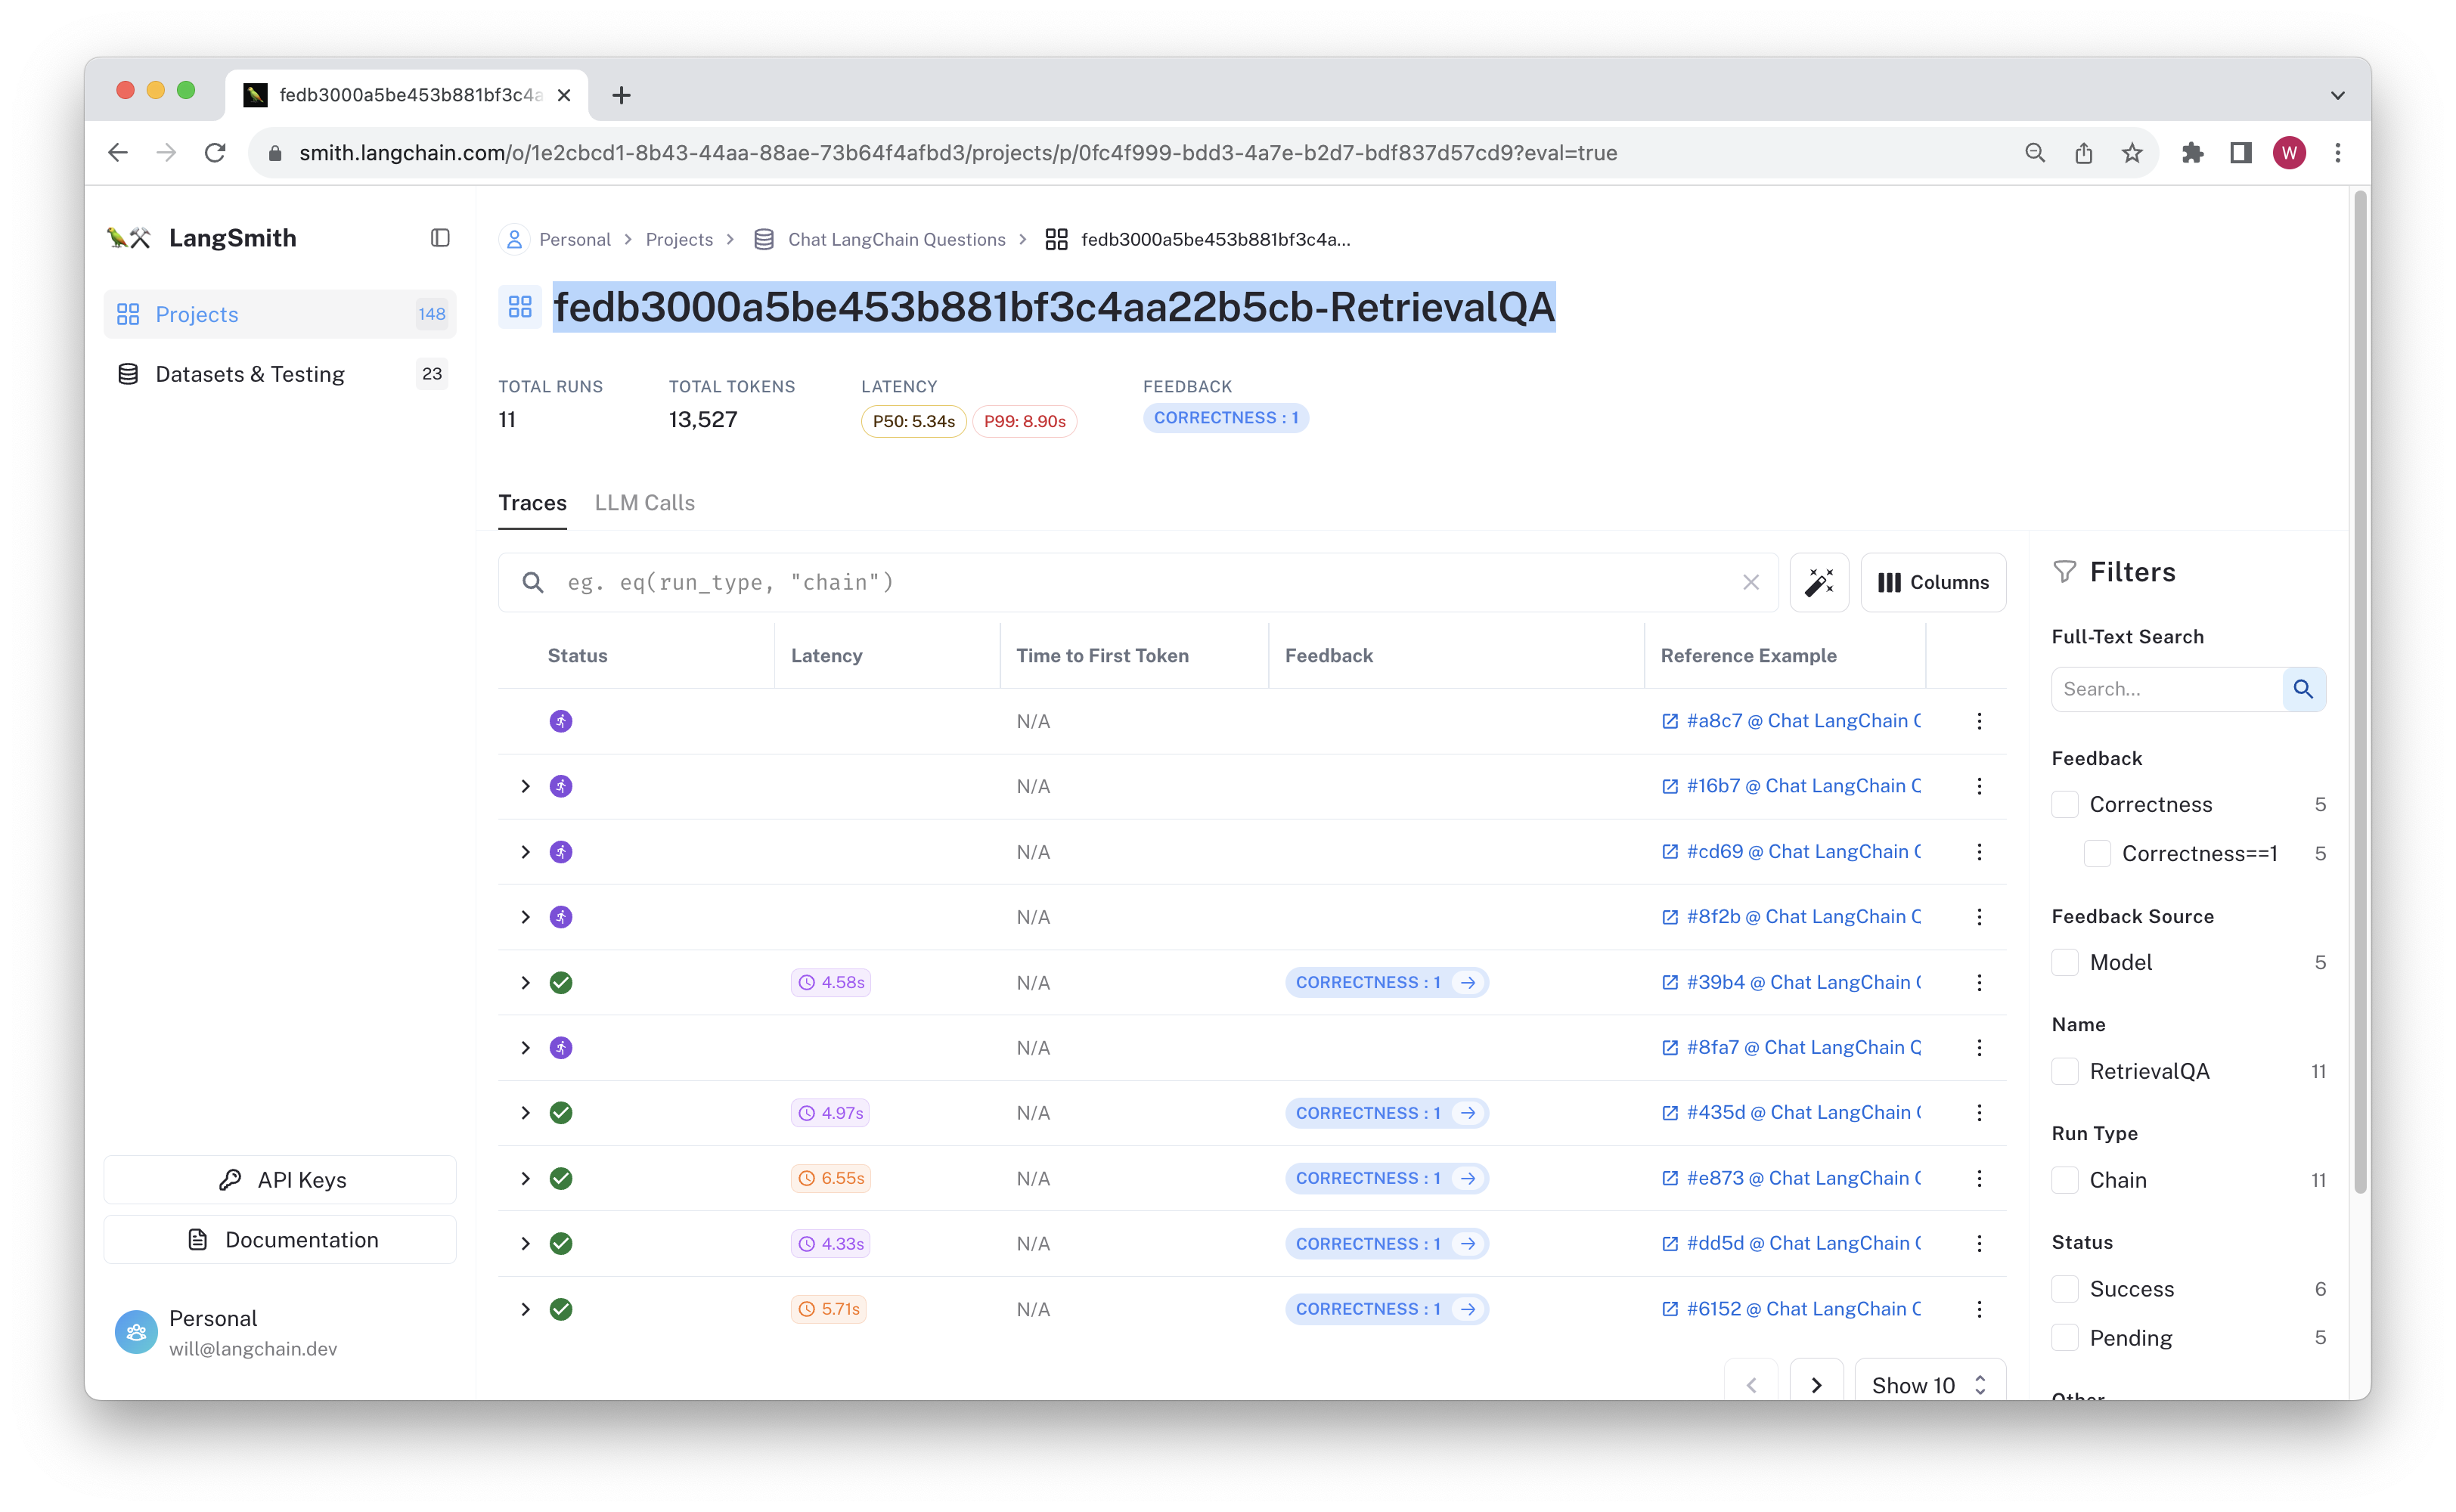 fedb3000a5be453b881bf3c4a
smith.langchain.com/o/1e2cbcd1-8b43-44aa-88ae-73b64f4afbd3/projects/p/0fc4f999-bdd3-4a7e-b2d7-bdf837d57cd9?eval=true
W
LangSmith
Projects 148
Datasets & Testing 23
API Keys
Documentation
Personal
will@langchain.dev
Personal > Projects > Chat LangChain Questions > fedb3000a5be453b881bf3c4a...
fedb3000a5be453b881bf3c4aa22b5cb-RetrievalQA
TOTAL RUNS TOTAL TOKENS LATENCY FEEDBACK
11 13,527 P50: 5.34s P99: 8.90s CORRECTNESS : 1
Traces LLM Calls
eg. eq(run_type, "chain")
Columns
Status Latency Time to First Token Feedback Reference Example
N/A #a8c7 @ Chat LangChain
N/A #16b7 @ Chat LangChain
N/A #cd69 @ Chat LangChain
N/A #8f2b @ Chat LangChain
4.58s N/A CORRECTNESS : 1 #39b4 @ Chat LangChain
N/A #8fa7 @ Chat LangChain
4.97s N/A CORRECTNESS : 1 #435d @ Chat LangChain
6.55s N/A CORRECTNESS : 1 #e873 @ Chat LangChain
4.33s N/A CORRECTNESS : 1 #dd5d @ Chat LangChain
5.71s N/A CORRECTNESS : 1 #6152 @ Chat LangChain
Show 10
Filters
Full-Text Search
Search...
Feedback
Correctness 5
Correctness==1 5
Feedback Source
Model 5
Name
RetrievalQA 11
Run Type
Chain 11
Status
Success 6
Pending 5